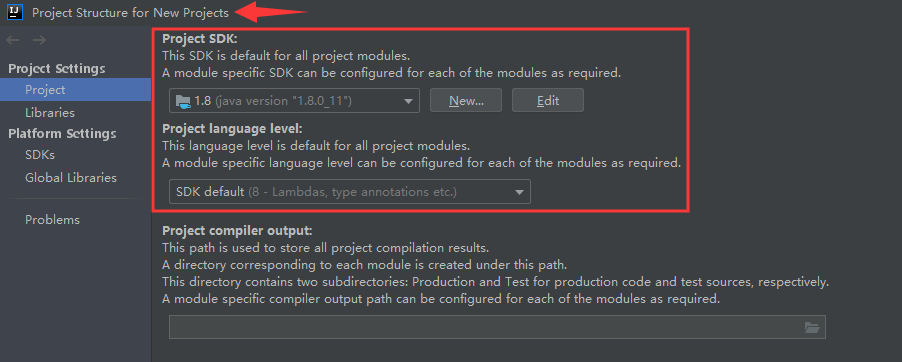 IJ
Project Structure for New Projects
Project Settings
Project
Libraries
Platform Settings
SDKs
Global Libraries
Problems
Project SDK:
This SDK is default for all project modules.
A module specific SDK can be configured for each of the modules as required.
1.8 (java version "1.8.0_11")
New...
Edit
Project language level:
This language level is default for all project modules.
A module specific language level can be configured for each of the modules as required.
SDK default (8 - Lambdas, type annotations etc.)
Project compiler output:
This path is used to store all project compilation results.
A directory corresponding to each module is created under this path.
This directory contains two subdirectories: Production and Test for production code and test sources, respectively.
A module specific compiler output path can be configured for each of the modules as required.